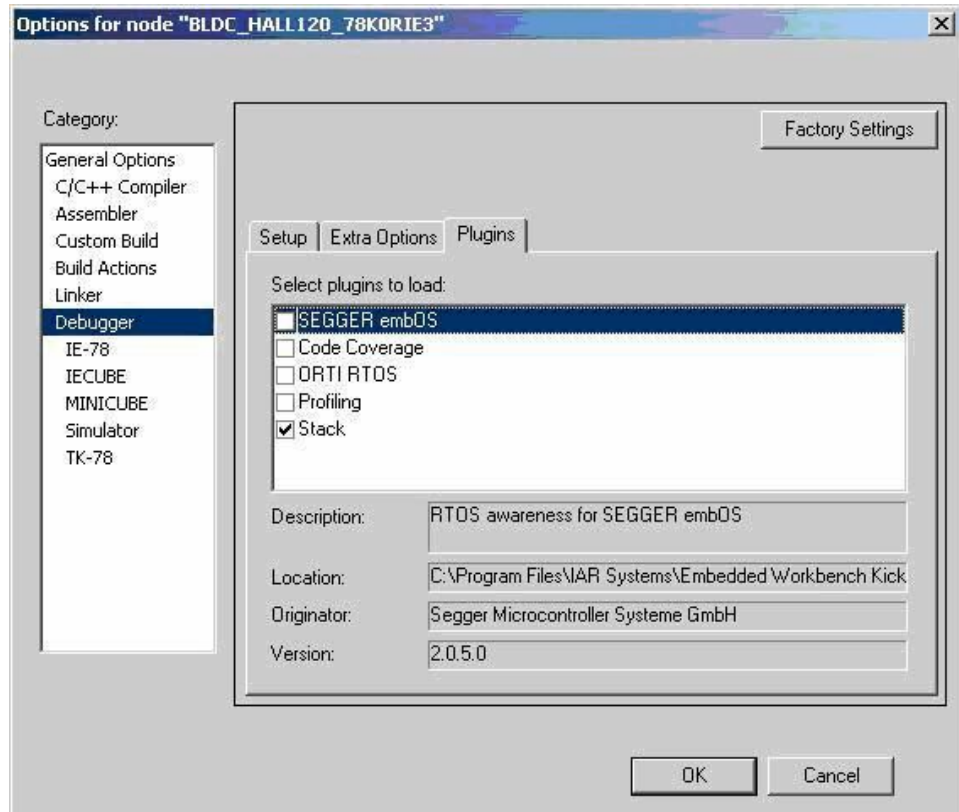 Options for node "BLDC_HALL120_78K0RIE3"
Category:
General Options
C/C++ Compiler
Assembler
Custom Build
Build Actions
Linker
Debugger
IE-78
IECUBE
MINICUBE
Simulator
TK-78
Factory Settings
Setup Extra Options Plugins
Select plugins to load:
SEGGER embOS
Code Coverage
ORTI RTOS
Profiling
Stack
Description: RTOS awareness for SEGGER embOS
Location: C:\Program Files\IAR Systems\Embedded Workbench Kick
Originator: Segger Microcontroller Systeme GmbH
Version: 2.0.5.0
OK Cancel